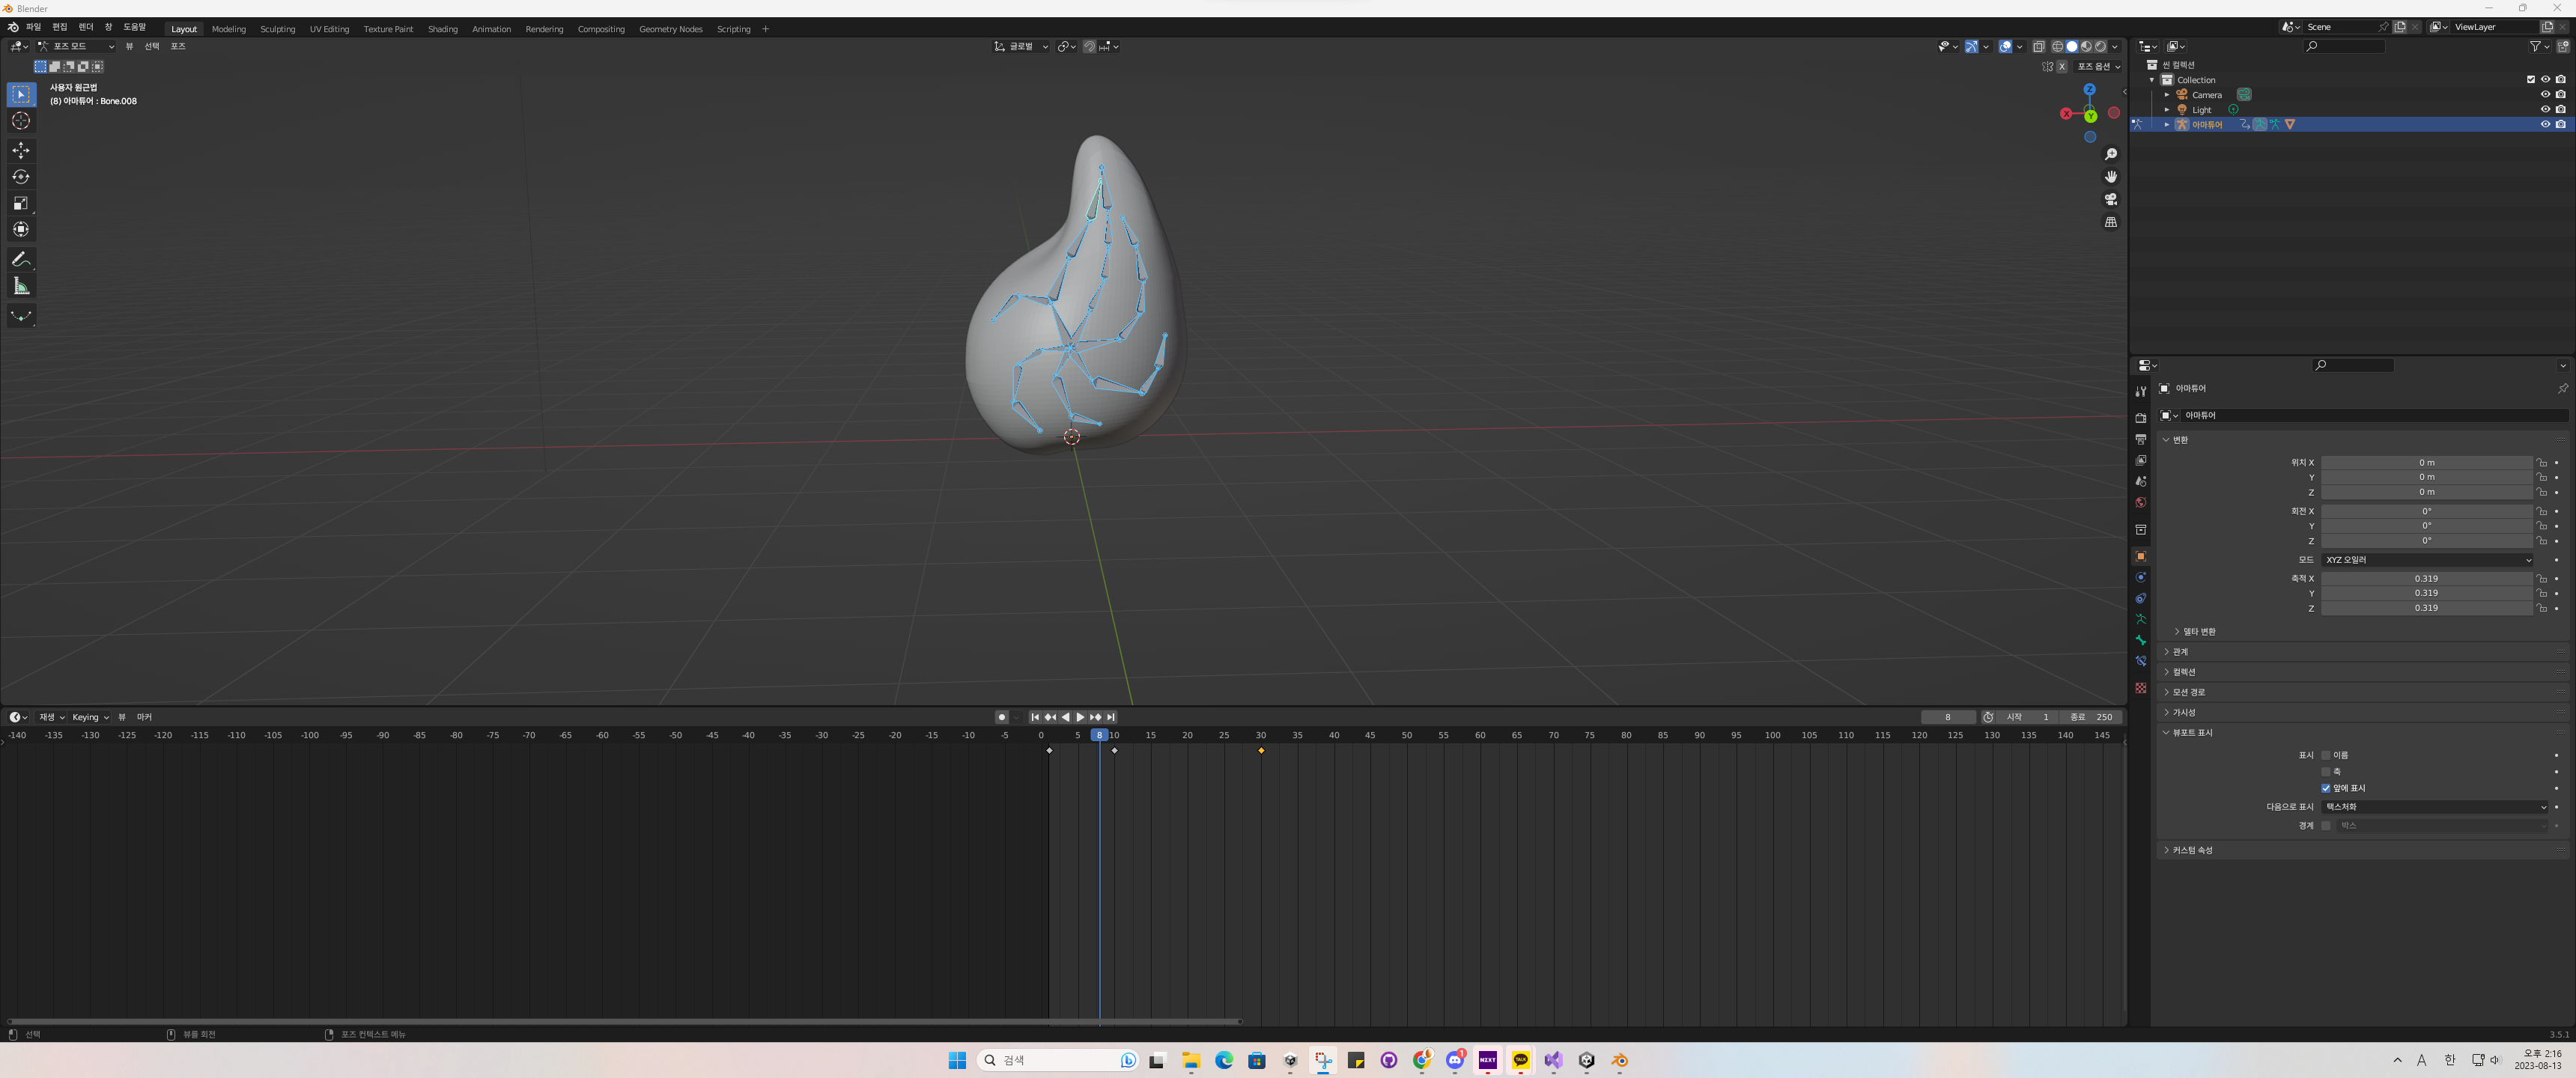 Blender
파일 편집 렌더 창 도움말 Layout Modeling Sculpting UV Editing Texture Paint Shading Animation Rendering Compositing Geometry Nodes Scripting + Scene ViewLayer
포즈 모드 뷰 선택 포즈 글로벌
X 포즈 옵션
사용자 원근법
(8) 아마튜어 : Bone.008
Z
X
Y
씬 컬렉션
Collection
Camera
Light
아마튜어
아마튜어
아마튜어
변환
위치 X 0 m
Y 0 m
Z 0 m
회전 X 0°
Y 0°
Z 0°
모드 XYZ 오일러
축적 X 0.319
Y 0.319
Z 0.319
델타 변환
관계
컬렉션
모션 경로
가시성
뷰포트 표시
표시 이름
축
앞에 표시
다음으로 표시 텍스처화
경계 박스
커스텀 속성
재생 Keying 뷰 마커 8 시작 1 종료 250
-140 -135 -130 -125 -120 -115 -110 -105 -100 -95 -90 -85 -80 -75 -70 -65 -60 -55 -50 -45 -40 -35 -30 -25 -20 -15 -10 -5 0 5 8 10 15 20 25 30 35 40 45 50 55 60 65 70 75 80 85 90 95 100 105 110 115 120 125 130 135 140 145
선택 뷰를 회전 포즈 컨텍스트 메뉴 3.5.1
검색 1 NZXT TALK A 한 오후 2:16
2023-08-13